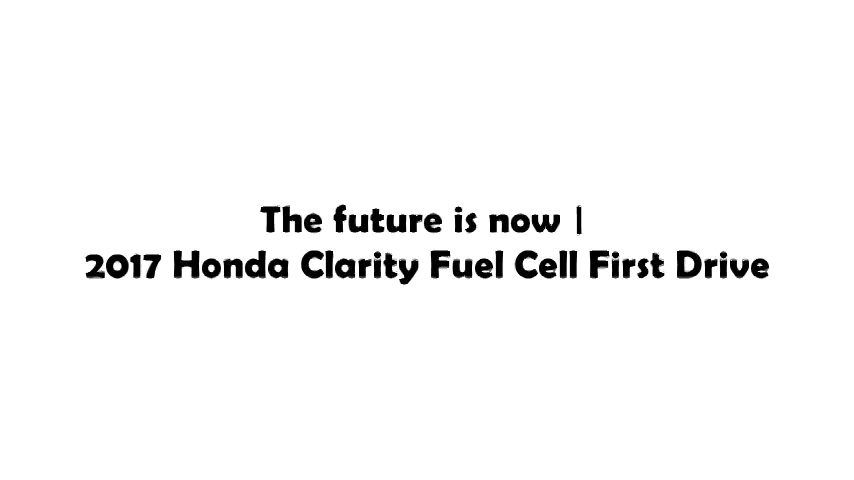 The future is now |
2017 Honda Clarity Fuel Cell First Drive